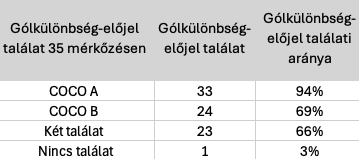 Gólkülönbség-előjel találat 35 mérkőzésen Gólkülönbség-előjel találat Gólkülönbség-előjel találati aránya
COCO A 33 94%
COCO B 24 69%
Két találat 23 66%
Nincs találat 1 3%